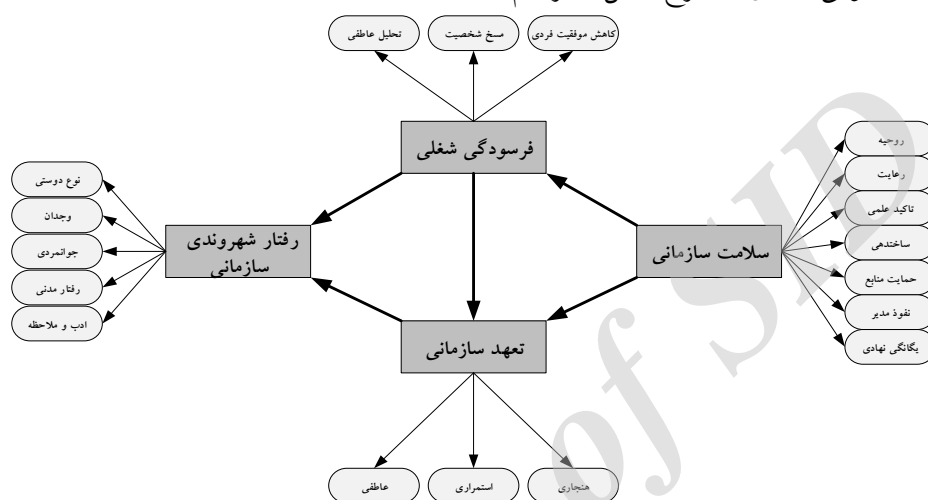 کاهش موفقیت فردی
مسخ شخصیت
تحلیل عاطفی
فرسودگی شغلی
روحیه
رعایت
تاکید علمی
ساختدهی
حمایت منابع
نفوذ مدیر
یگانگی نهادی
سلامت سازمانی
رفتار شهروندی
سازمانی
نوع دوستی
وجدان
جوانمردی
رفتار مدنی
ادب و ملاحظه
تعهد سازمانی
هنجاری
استمراری
عاطفی
of SID